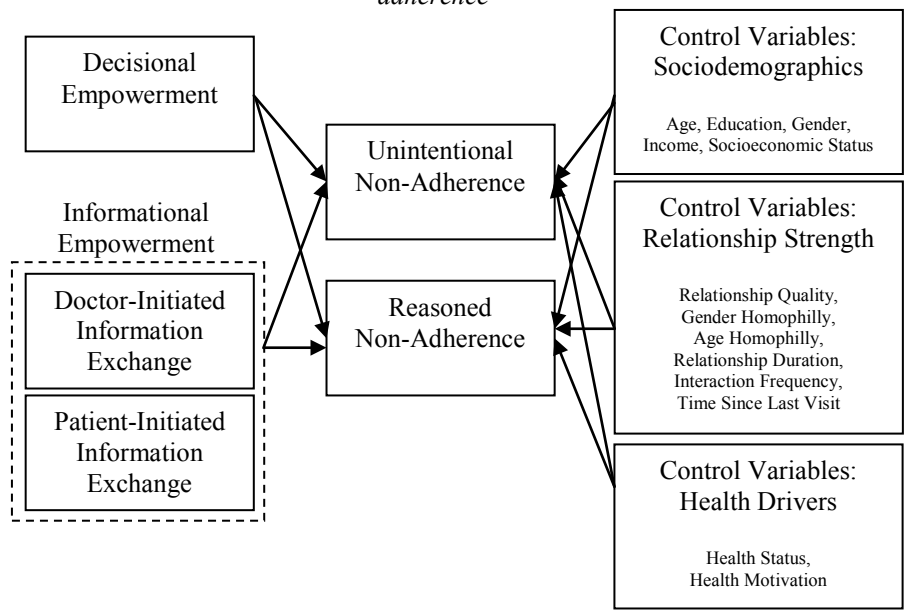 adherence
Decisional
Empowerment
Informational
Empowerment
Doctor-Initiated
Information
Exchange
Patient-Initiated
Information
Exchange
Unintentional
Non-Adherence
Reasoned
Non-Adherence
Control Variables:
Sociodemographics
Age, Education, Gender,
Income, Socioeconomic Status
Control Variables:
Relationship Strength
Relationship Quality,
Gender Homophilly,
Age Homophilly,
Relationship Duration,
Interaction Frequency,
Time Since Last Visit
Control Variables:
Health Drivers
Health Status,
Health Motivation